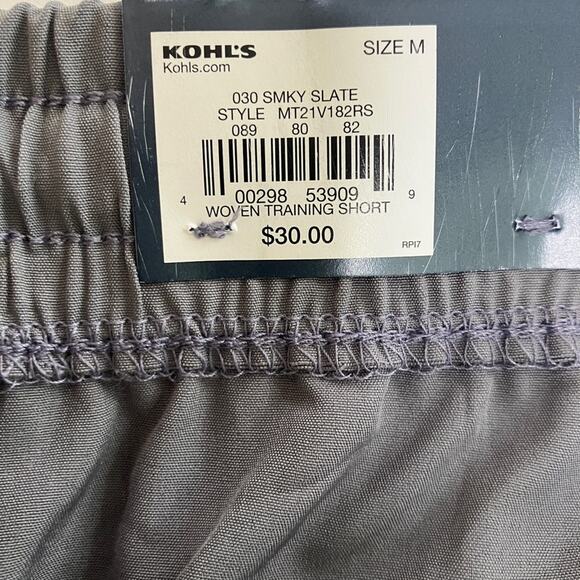 KOHL'S SIZE M
Kohls.com
030 SMKY SLATE
STYLE MT21V182RS
089 80 82
4 00298 53909 9
WOVEN TRAINING SHORT
$30.00
RPI7